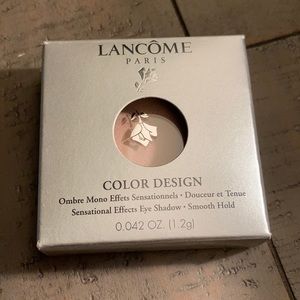 LANCÔME
PARIS
COLOR DESIGN
Ombre Mono Effets Sensationnels • Douceur et Tenue
Sensational Effects Eye Shadow • Smooth Hold
0.042 OZ. (1.2g)